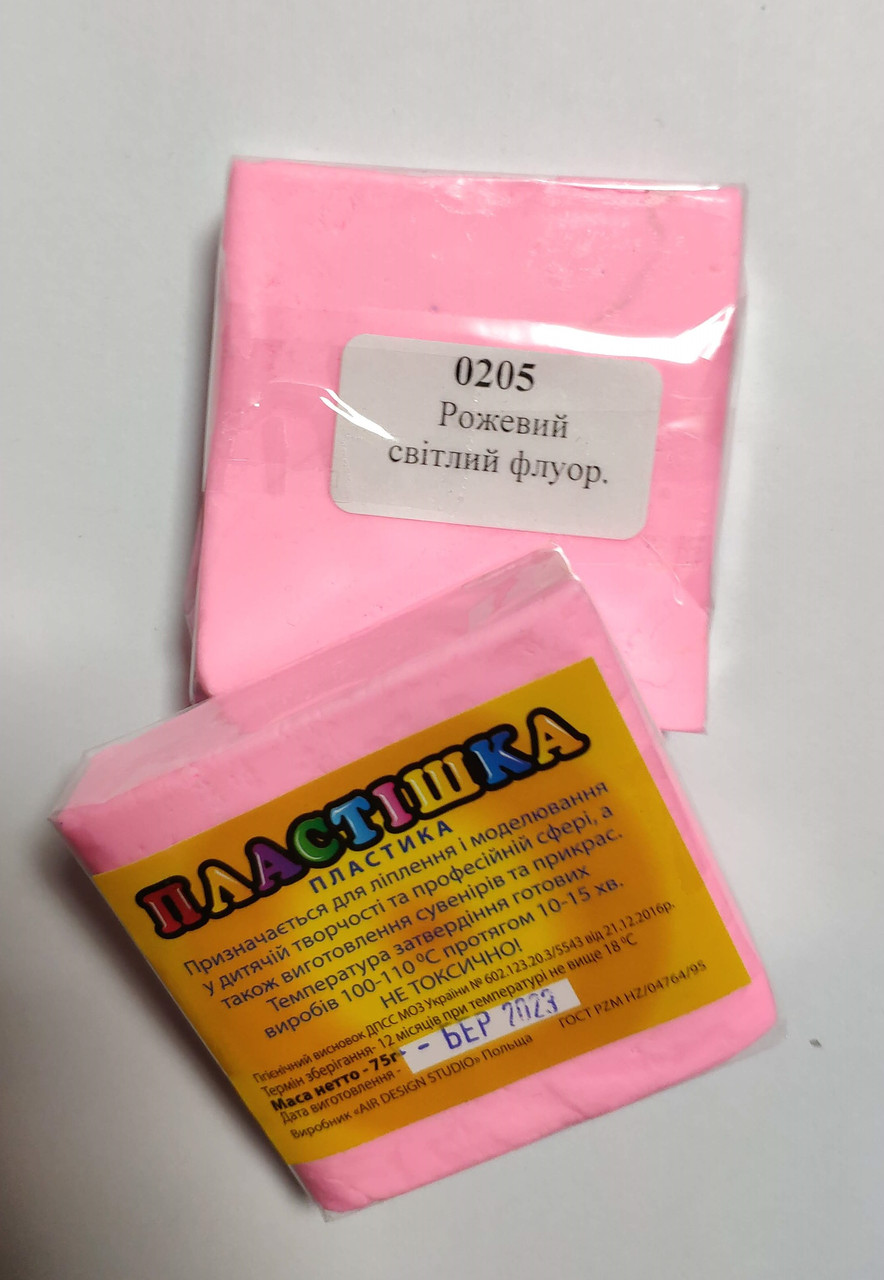 0205
Рожевий
світлий флуор.
ПЛАСТІШКА
ПЛАСТИКА
Призначається для ліплення і моделювання
у дитячій творчості та професійній сфері, а
також виготовлення сувенірів та прикрас.
Температура затвердіння готових
виробів 100-110 ⁰С протягом 10-15 хв.
НЕ ТОКСИЧНО!
Гігієнічний висновок ДПСС МОЗ України № 602.123.20.3/5543 від 21.12.2016р.
Термін зберігання- 12 місяців при температурі не вище 18 ⁰С
Маса нетто - 75г.
Дата виготовлення - - БЕР 2023
Виробник «AIR DESIGN STUDIO» Польща ГОСТ PZM HZ/04764/95